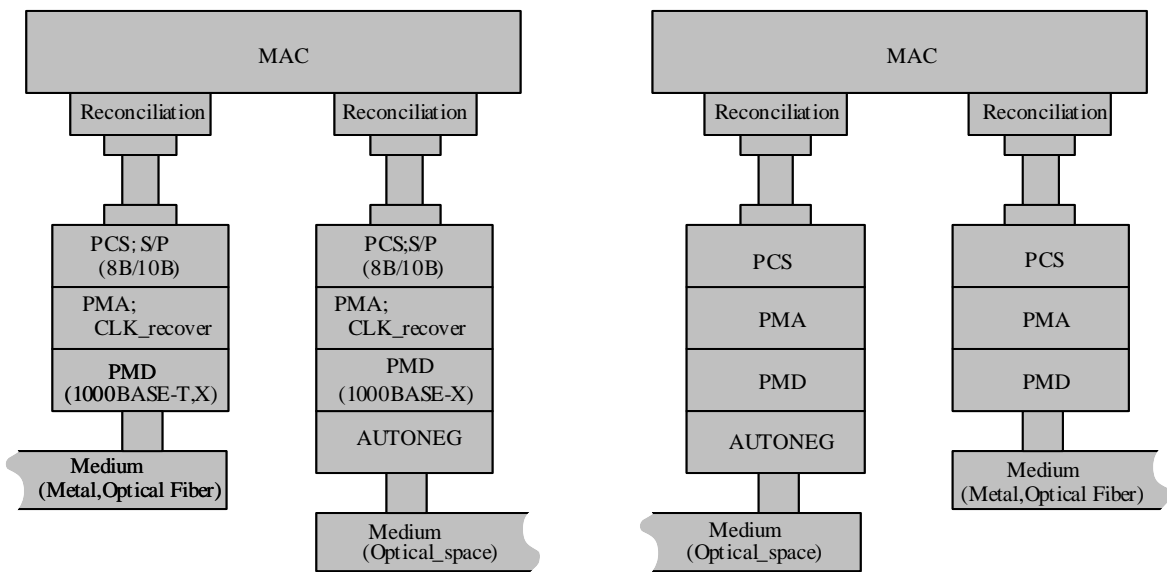 MAC
Reconciliation
Reconciliation
PCS; S/P
(8B/10B)
PMA;
CLK_recover
PMD
(1000BASE-T,X)
Medium
(Metal,Optical Fiber)
PCS;S/P
(8B/10B)
PMA;
CLK_recover
PMD
(1000BASE-X)
AUTONEG
Medium
(Optical_space)
MAC
Reconciliation
Reconciliation
PCS
PMA
PMD
AUTONEG
Medium
(Optical_space)
PCS
PMA
PMD
Medium
(Metal,Optical Fiber)